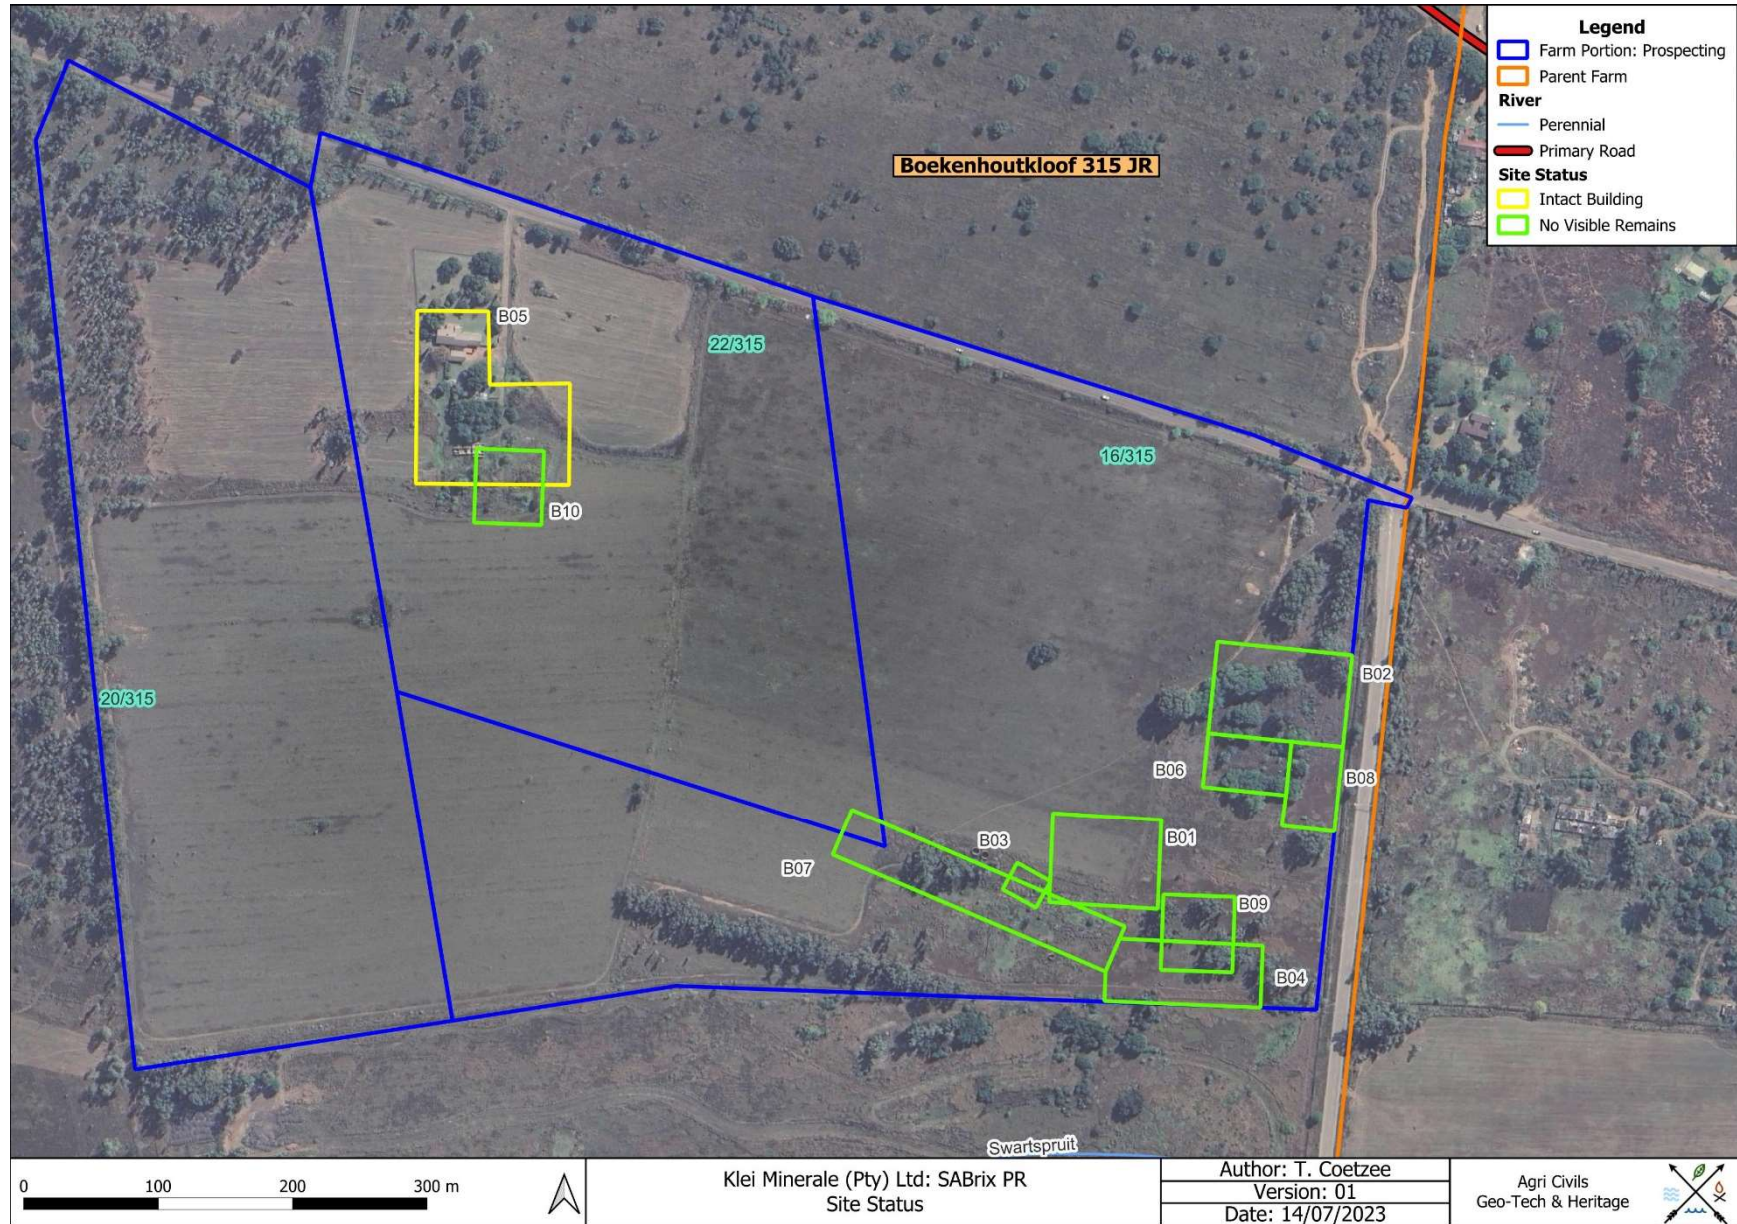 Legend
Farm Portion: Prospecting
Parent Farm
River
Perennial
Primary Road
Site Status
Intact Building
No Visible Remains
Boekenhoutkloof 315 JR
B05
22/315
16/315
B10
B02
20/315
B06
B08
B03
B01
B07
B09
B04
Swartspruit
0 100 200 300 m
Klei Minerale (Pty) Ltd: SABrix PR
Site Status
Author: T. Coetzee
Version: 01
Date: 14/07/2023
Agri Civils
Geo-Tech & Heritage